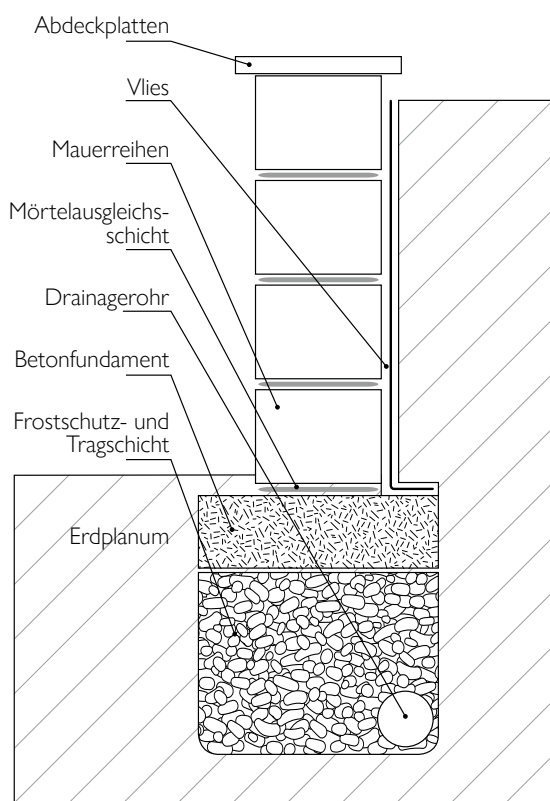 Abdeckplatten
Vlies
Mauerreihen
Mörtelausgleichs-
schicht
Drainagerohr
Betonfundament
Frostschutz- und
Tragschicht
Erdplanum